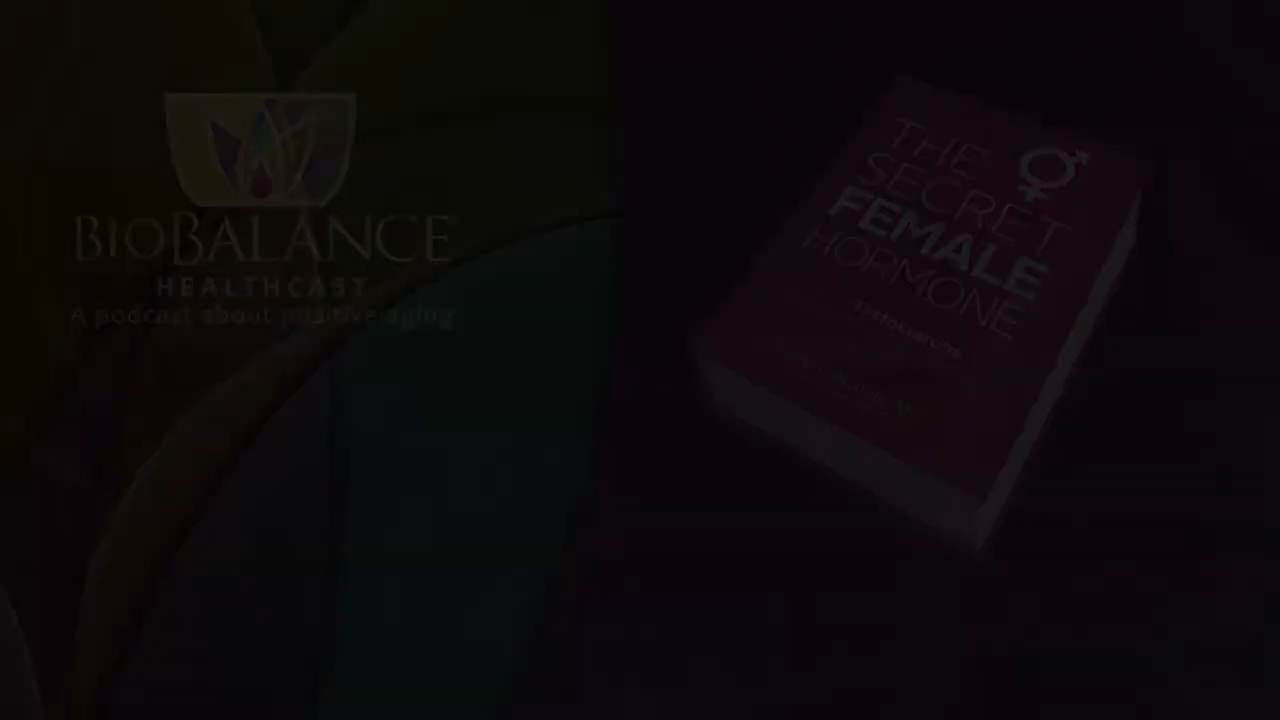 BIOBALANCE
HEALTHCAST
A podcast about positive aging
THE
SECRET
FEMALE
HORMONE